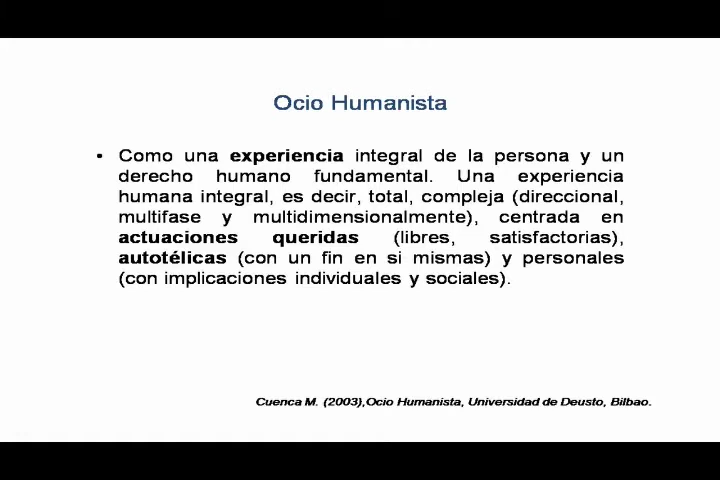 Ocio Humanista
• Como una experiencia integral de la persona y un
derecho humano fundamental. Una experiencia
humana integral, es decir, total, compleja (direccional,
multifase y multidimensionalmente), centrada en
actuaciones queridas (libres, satisfactorias),
autotélicas (con un fin en si mismas) y personales
(con implicaciones individuales y sociales).
Cuenca M. (2003),Ocio Humanista, Universidad de Deusto, Bilbao.